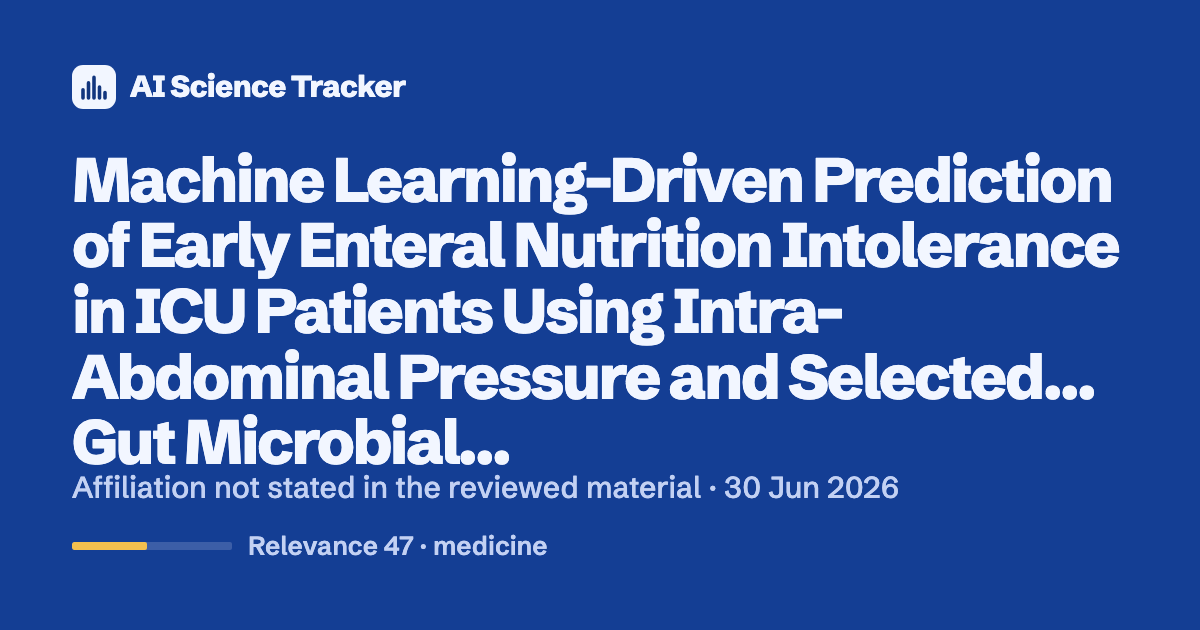 AI Science Tracker
Machine Learning-Driven Prediction
of Early Enteral Nutrition Intolerance
in ICU Patients Using Intra-
Abdominal Pressure and Selected...
Gut Microbial...
Affiliation not stated in the reviewed material · 30 Jun 2026
Relevance 47 · medicine